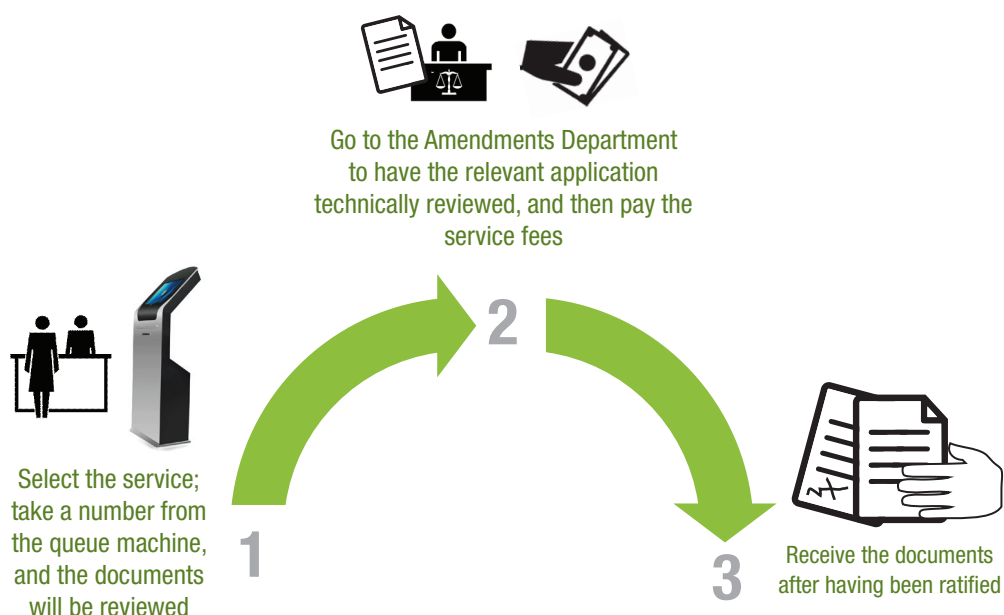 Go to the Amendments Department
to have the relevant application
technically reviewed, and then pay the
service fees
2
Select the service;
take a number from
the queue machine,
and the documents
will be reviewed
1
3
Receive the documents
after having been ratified